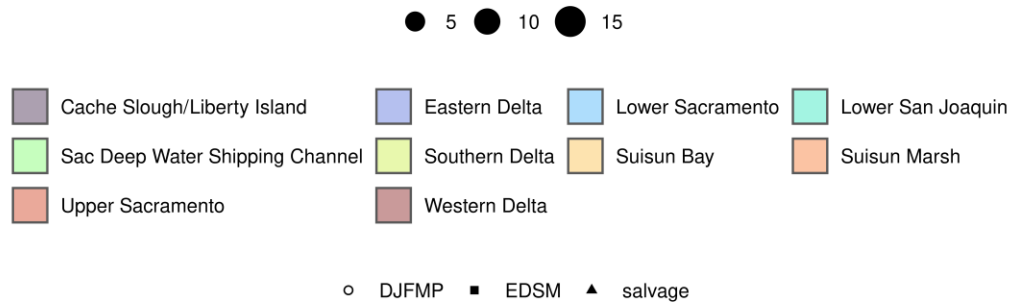 5 10 15
Cache Slough/Liberty Island Eastern Delta Lower Sacramento Lower San Joaquin
Sac Deep Water Shipping Channel Southern Delta Suisun Bay Suisun Marsh
Upper Sacramento Western Delta
DJFMP EDSM salvage